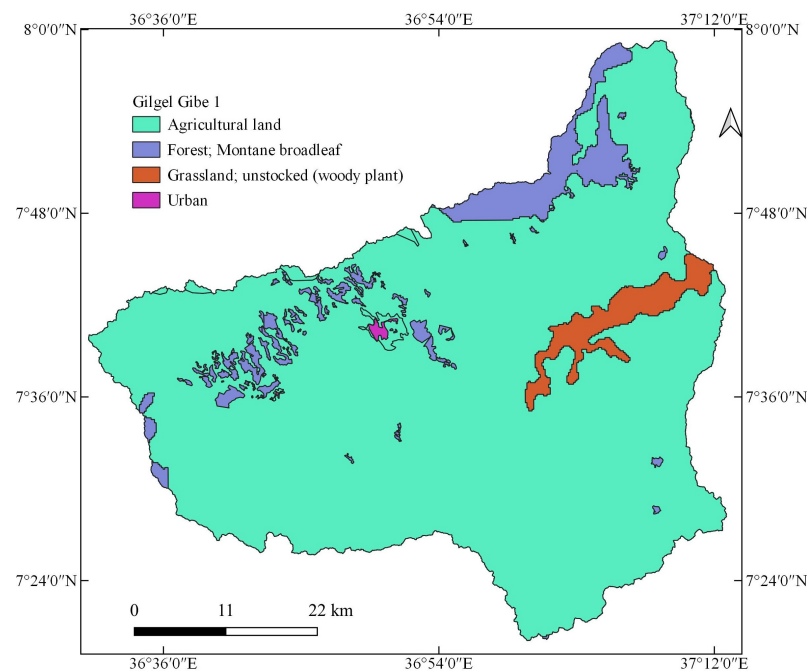 36°36′0″E 36°54′0″E 37°12′0″E
8°0′0″N 8°0′0″N
Gilgel Gibe 1
Agricultural land
Forest; Montane broadleaf
Grassland; unstocked (woody plant)
Urban
7°48′0″N 7°48′0″N
7°36′0″N 7°36′0″N
7°24′0″N 7°24′0″N
0 11 22 km
36°36′0″E 36°54′0″E 37°12′0″E